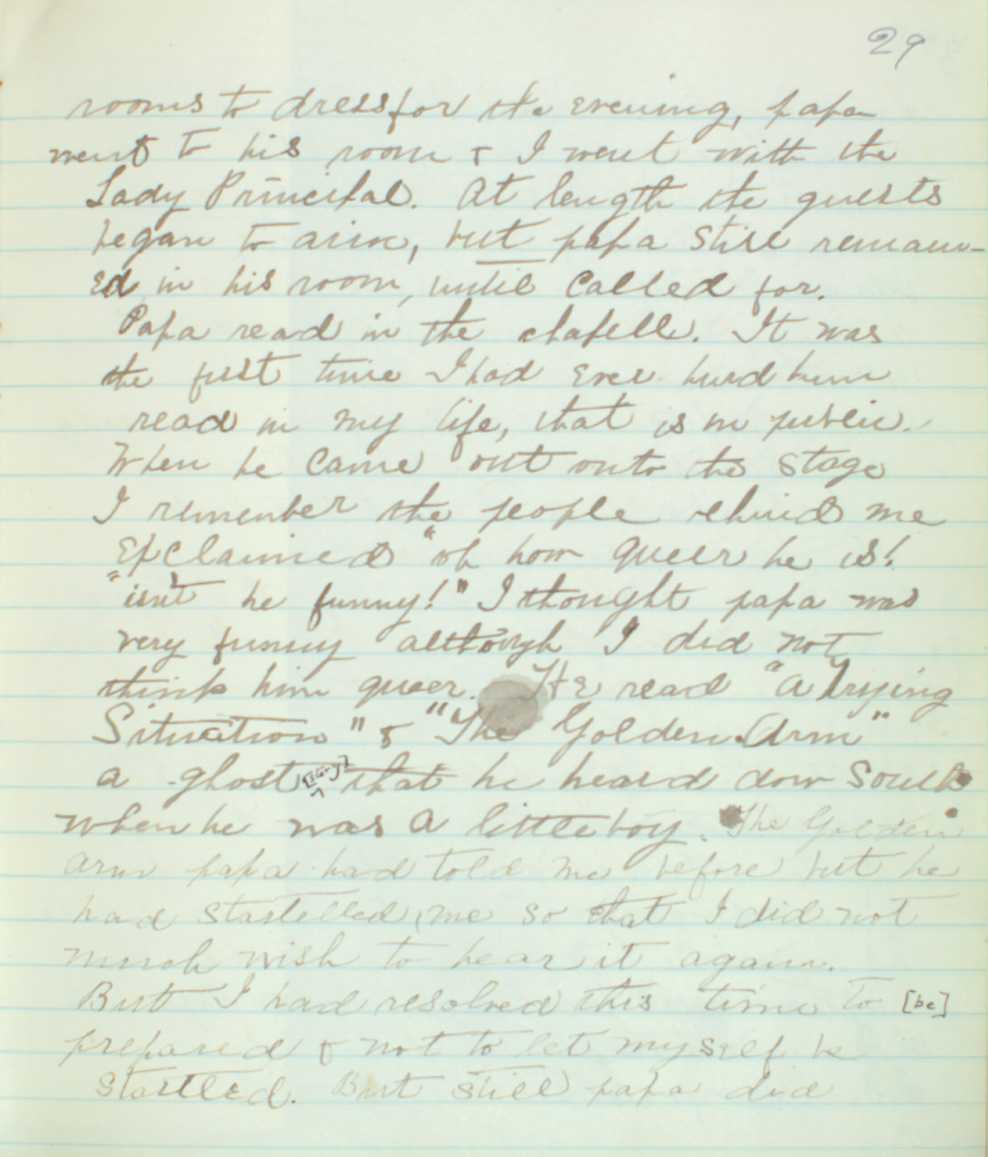 29
rooms to dress for the evening, papa
went to his room & I went with the
Lady Principal. At length the guests
began to arive, but papa still remain-
ed in his room, until called for.
Papa read in the chapell. It was
the first time I had ever hurd him
read in my life, that is in public.
When he came out onto the stage
I remember the people behind me
exclaimed "oh how queer he is!
"isn't he funny!" I thought papa was
very funny although I did not
think him queer. He read "A Trying
Situation" & "The Golden Arm"
a ghost [story] that he heard down South
when he was a little boy. The Golden
arm papa had told me before but he
had startelled me so that I did not
much wish to hear it again.
But I had resolved this time to [be]
prepared & not to let myself be
startled. But still papa did